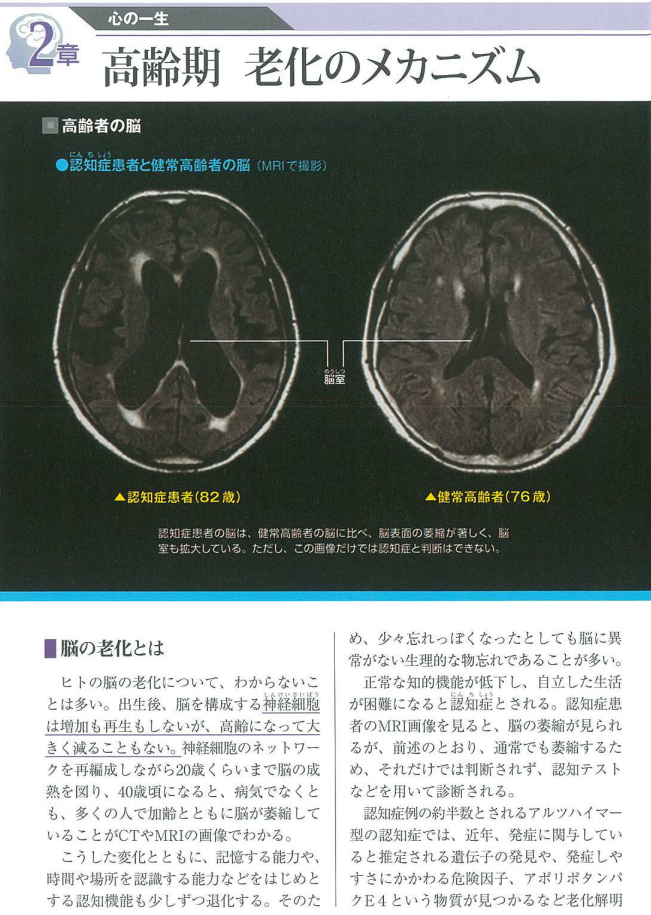 心の一生
2章
高齢期 老化のメカニズム
■高齢者の脳
●認知症患者と健常高齢者の脳（MRIで撮影）
にんちしょう
のうしつ
脳室
▲認知症患者（82歳）
▲健常高齢者（76歳）
認知症患者の脳は、健常高齢者の脳に比べ、脳表面の萎縮が著しく、脳
室も拡大している。ただし、この画像だけでは認知症と判断はできない。
■脳の老化とは
ヒトの脳の老化について、わからないこ
しんけいさいぼう
とは多い。出生後、脳を構成する神経細胞
は増加も再生もしないが、高齢になって大
きく減ることもない。神経細胞のネットワー
クを再編成しながら20歳くらいまで脳の成
熟を図り、40歳頃になると、病気でなくと
も、多くの人で加齢とともに脳が萎縮して
いることがCTやMRIの画像でわかる。
こうした変化とともに、記憶する能力や、
時間や場所を認識する能力などをはじめと
する認知機能も少しずつ退化する。そのた
め、少々忘れっぽくなったとしても脳に異
常がない生理的な物忘れであることが多い。
正常な知的機能が低下し、自立した生活
にんちしょう
が困難になると認知症とされる。認知症患
者のMRI画像を見ると、脳の萎縮が見られ
るが、前述のとおり、通常でも萎縮するた
め、それだけでは判断されず、認知テスト
などを用いて診断される。
認知症例の約半数とされるアルツハイマー
型の認知症では、近年、発症に関与してい
ると推定される遺伝子の発見や、発症しや
すさにかかわる危険因子、アポリポタンパ
クE４という物質が見つかるなど老化解明